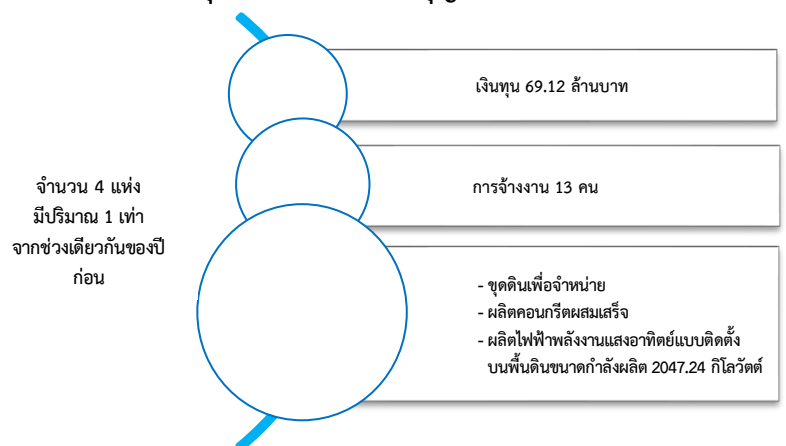 จำนวน 4 แห่ง
มีปริมาณ 1 เท่า
จากช่วงเดียวกันของปี
ก่อน
เงินทุน 69.12 ล้านบาท
การจ้างงาน 13 คน
- ขุดดินเพื่อจำหน่าย
- ผลิตคอนกรีตผสมเสร็จ
- ผลิตไฟฟ้าพลังงานแสงอาทิตย์แบบติดตั้ง
บนพื้นดินขนาดกำลังผลิต 2047.24 กิโลวัตต์